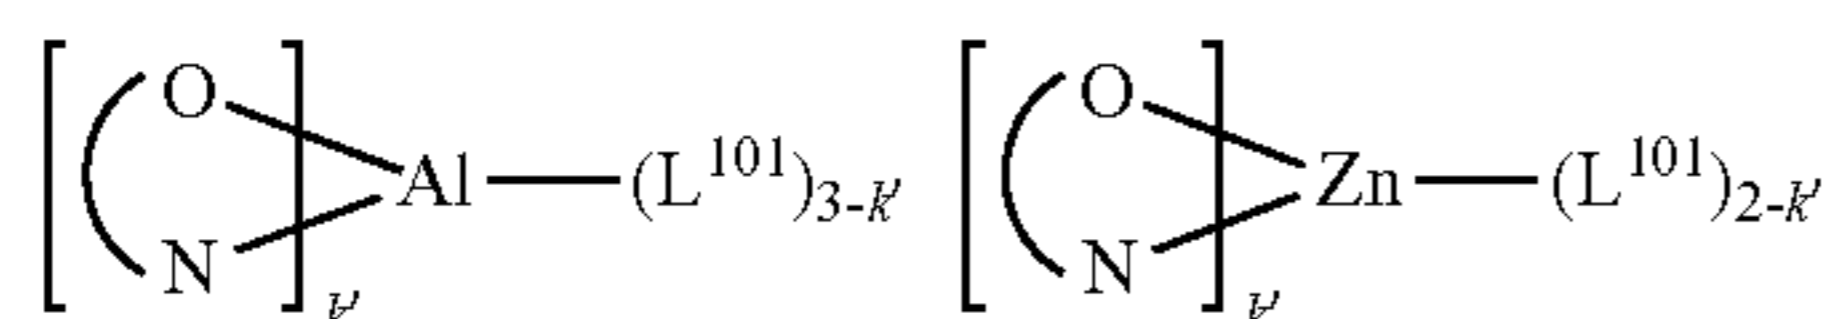 [O N]k' Al—(L101)3-k' [O N]k' Zn—(L101)2-k'